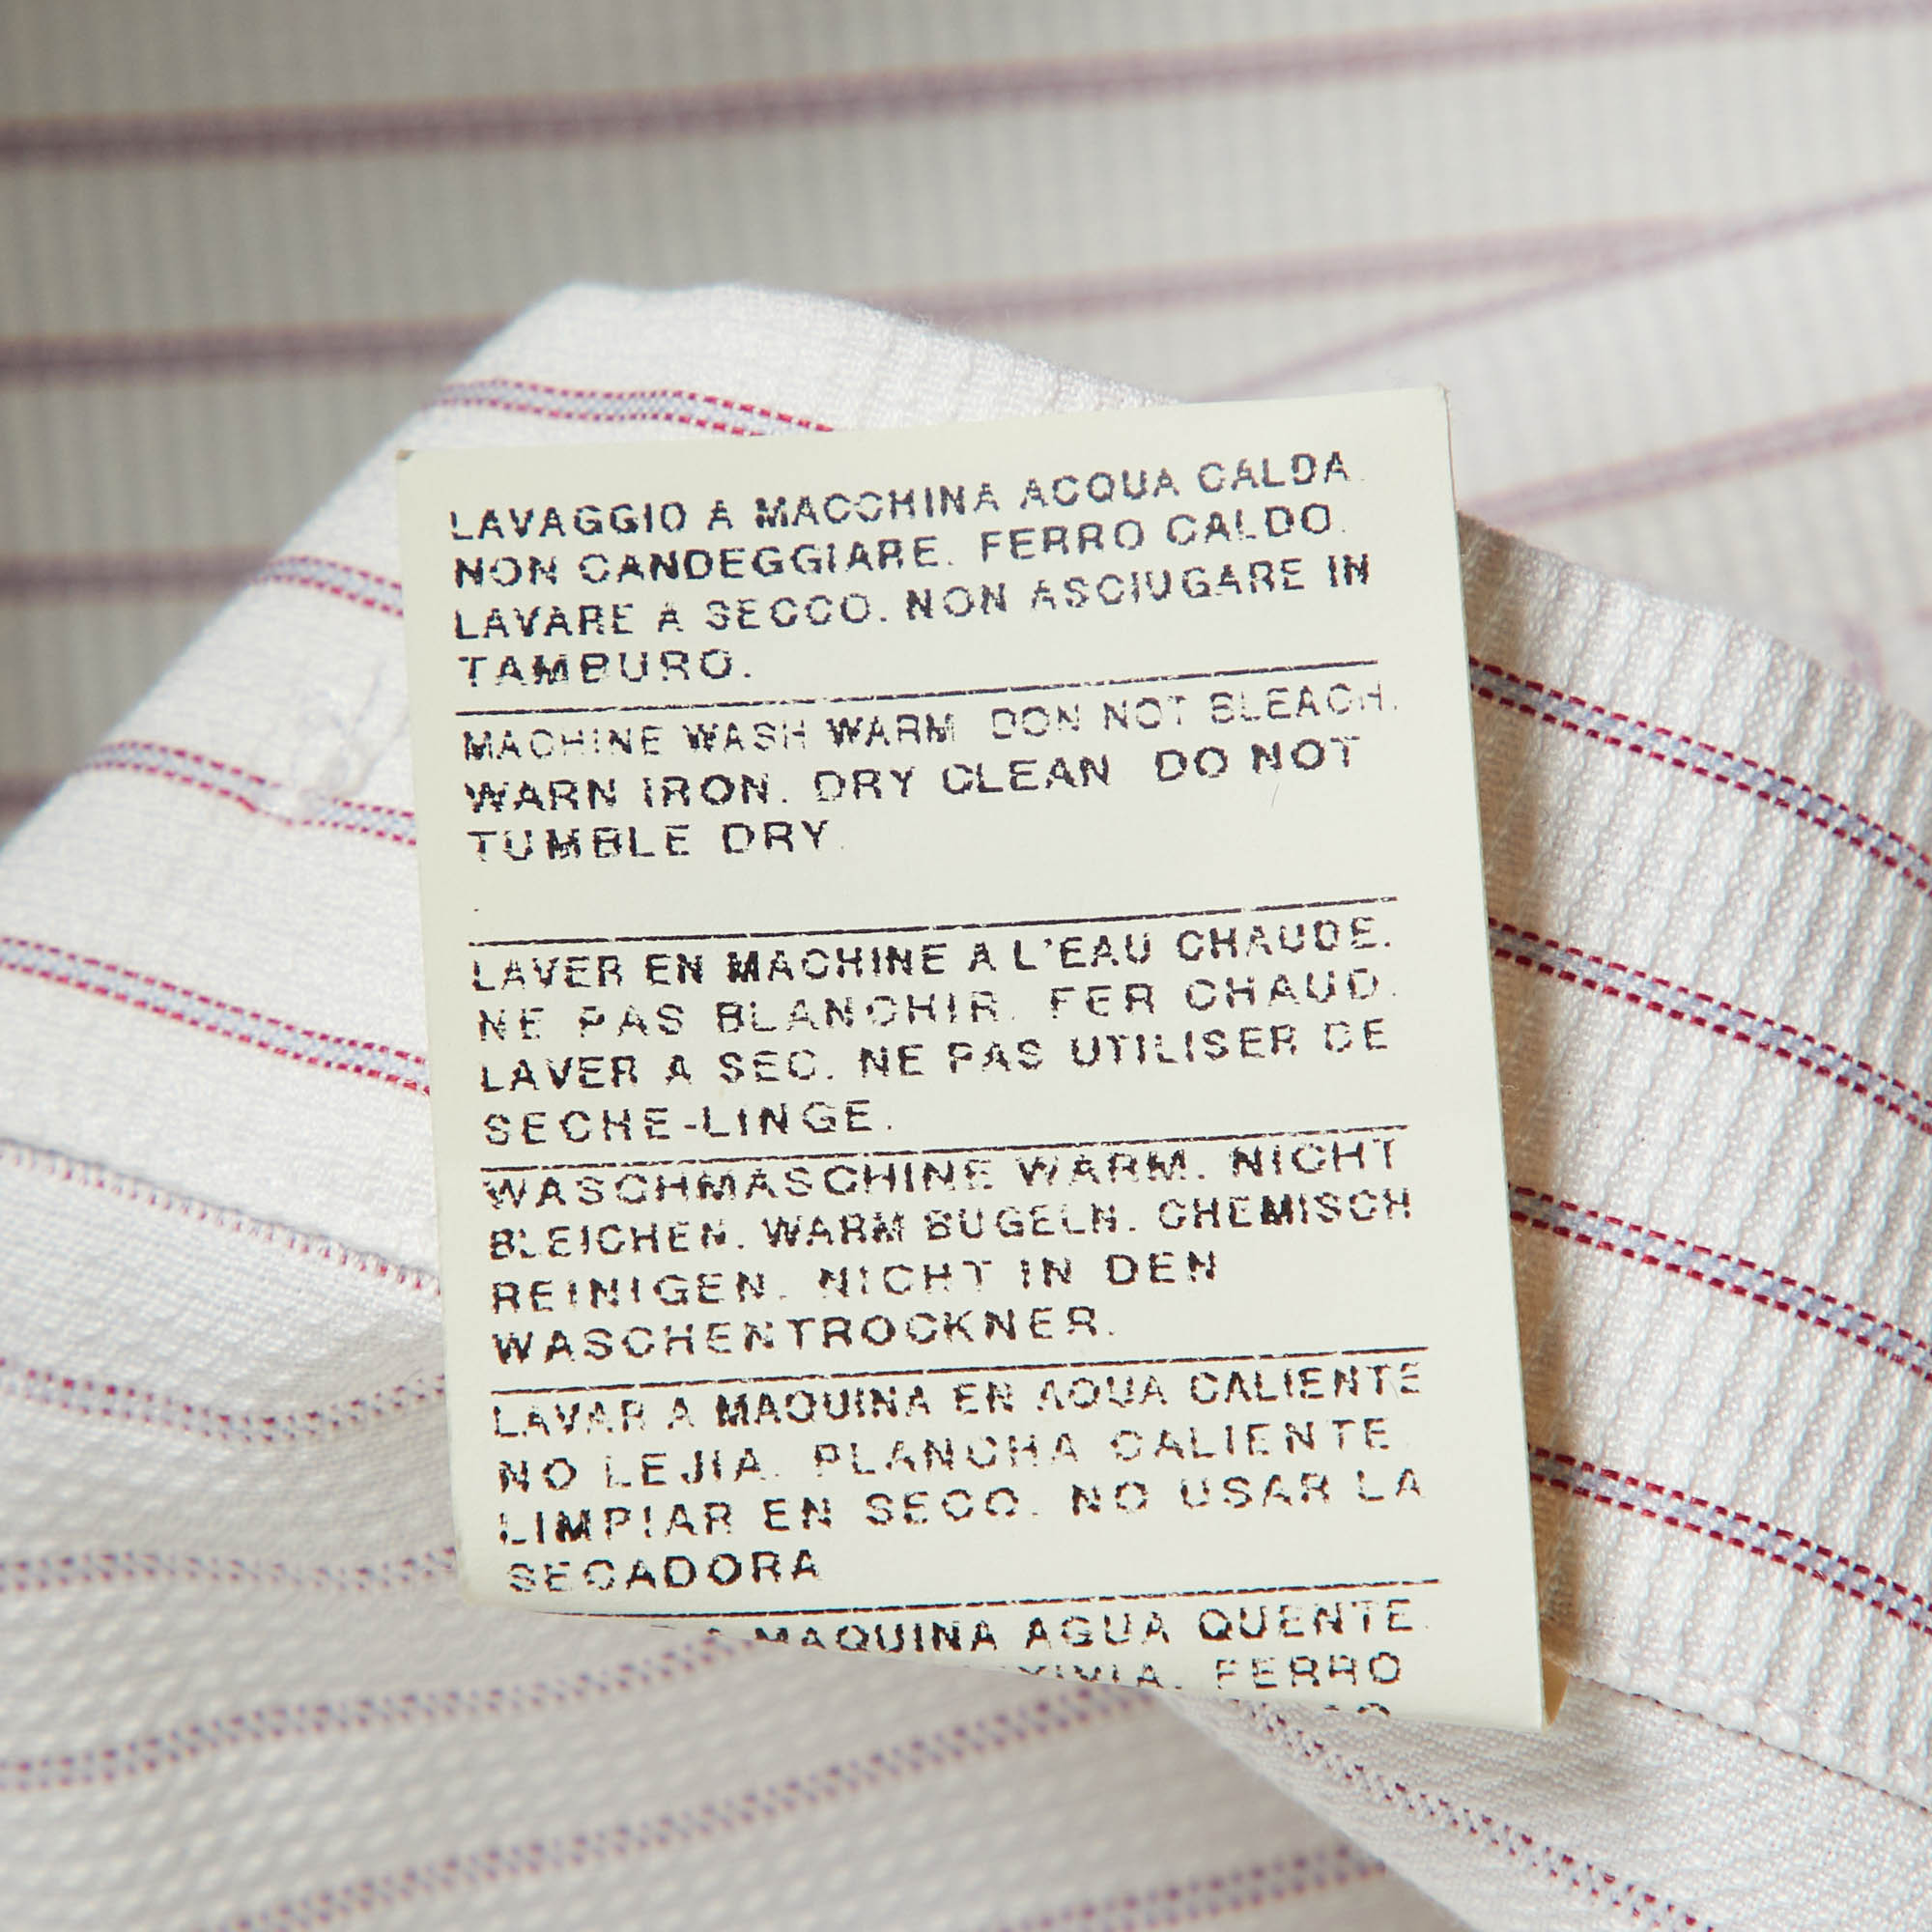 LAVAGGIO A MACCHINA ACQUA CALDA.
NON CANDEGGIARE. FERRO CALDO.
LAVARE A SECCO. NON ASCIUGARE IN
TAMBURO.
MACHINE WASH WARM DON NOT BLEACH.
WARN IRON. DRY CLEAN DO NOT
TUMBLE DRY.
LAVER EN MACHINE A L'EAU CHAUDE.
NE PAS BLANCHIR. FER CHAUD.
LAVER A SEC. NE PAS UTILISER DE
SECHE-LINGE.
WASCHMASCHINE WARM. NICHT
BLEICHEN. WARM BUGELN. CHEMISCH
REINIGEN. NICHT IN DEN
WASCHENTROCKNER.
LAVAR A MAQUINA EN AQUA CALIENTE
NO LEJIA. PLANCHA CALIENTE
LIMPIAR EN SECO. NO USAR LA
SECADORA
MAQUINA AGUA QUENTE.
FERRO